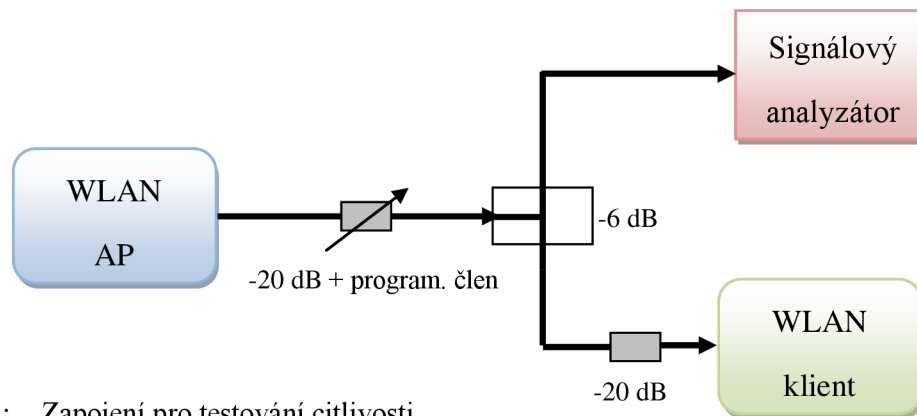 Signálový
analyzátor
WLAN
AP
-6 dB
-20 dB + program. člen
WLAN
klient
-20 dB
: Zapojení pro testování citlivosti